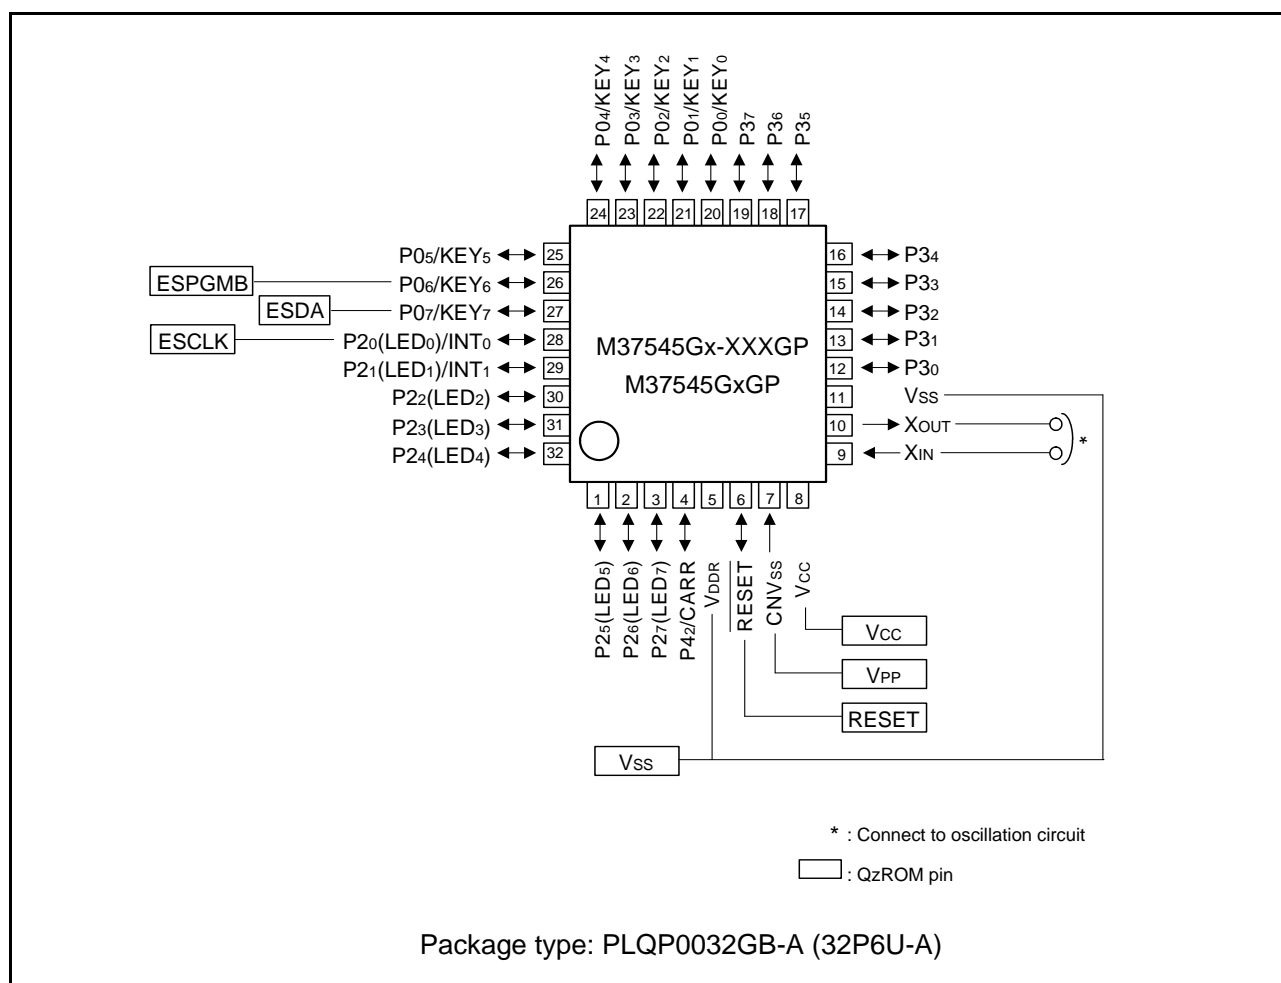 P04/KEY4
P03/KEY3
P02/KEY2
P01/KEY1
P00/KEY0
P37
P36
P35
24 23 22 21 20 19 18 17
P05/KEY5 25
ESPGMB P06/KEY6 26
ESDA P07/KEY7 27
ESCLK P20(LED0)/INT0 28
P21(LED1)/INT1 29
P22(LED2) 30
P23(LED3) 31
P24(LED4) 32
M37545Gx-XXXGP
M37545GxGP
16 P34
15 P33
14 P32
13 P31
12 P30
11 VSS
10 XOUT
9 XIN
*
1 2 3 4 5 6 7 8
P25(LED5)
P26(LED6)
P27(LED7)
P42/CARR
VDDR
RESET
CNVSS
VCC
VCC
VPP
RESET
VSS
* : Connect to oscillation circuit
: QzROM pin
Package type: PLQP0032GB-A (32P6U-A)